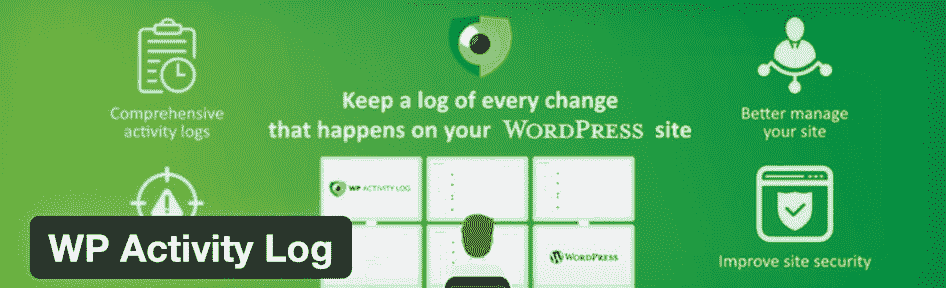 Comprehensive
activity logs
Keep a log of every change
that happens on your WORDPRESS site
Better manage
your site
WP ACTIVITY LOG
WORDPRESS
Improve site security
WP Activity Log